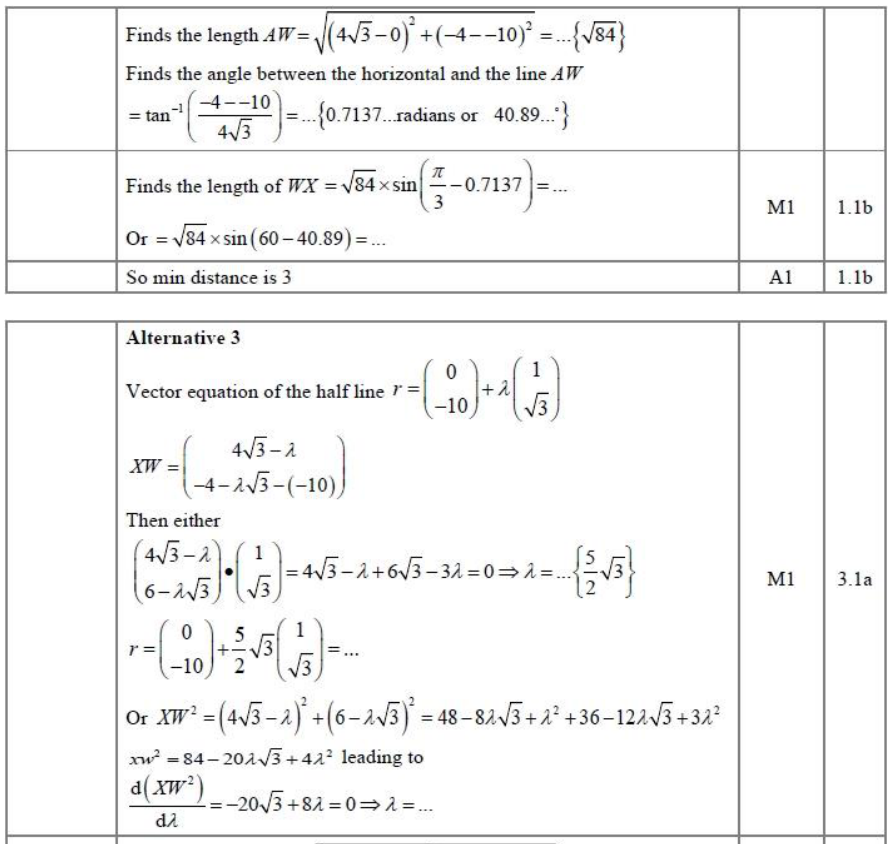 Finds the length AW = √((4√3 − 0)² + (−4 − −10)²) = ...{√84}
Finds the angle between the horizontal and the line AW
= tan⁻¹((−4 − −10)/(4√3)) = ...{0.7137...radians or 40.89...°}
Finds the length of WX = √84 × sin(π/3 − 0.7137) = ...
M1 1.1b
Or = √84 × sin(60 − 40.89) = ...
So min distance is 3 A1 1.1b
Alternative 3
Vector equation of the half line r = (0, −10) + λ(1, √3)
XW = (4√3 − λ, −4 − λ√3 − (−10))
Then either
(4√3 − λ, 6 − λ√3) • (1, √3) = 4√3 − λ + 6√3 − 3λ = 0 ⇒ λ = ...{5/2 √3}
M1 3.1a
r = (0, −10) + 5/2 √3 (1, √3) = ...
Or XW² = (4√3 − λ)² + (6 − λ√3)² = 48 − 8λ√3 + λ² + 36 − 12λ√3 + 3λ²
xw² = 84 − 20λ√3 + 4λ² leading to
d(XW²)/dλ = −20√3 + 8λ = 0 ⇒ λ = ...